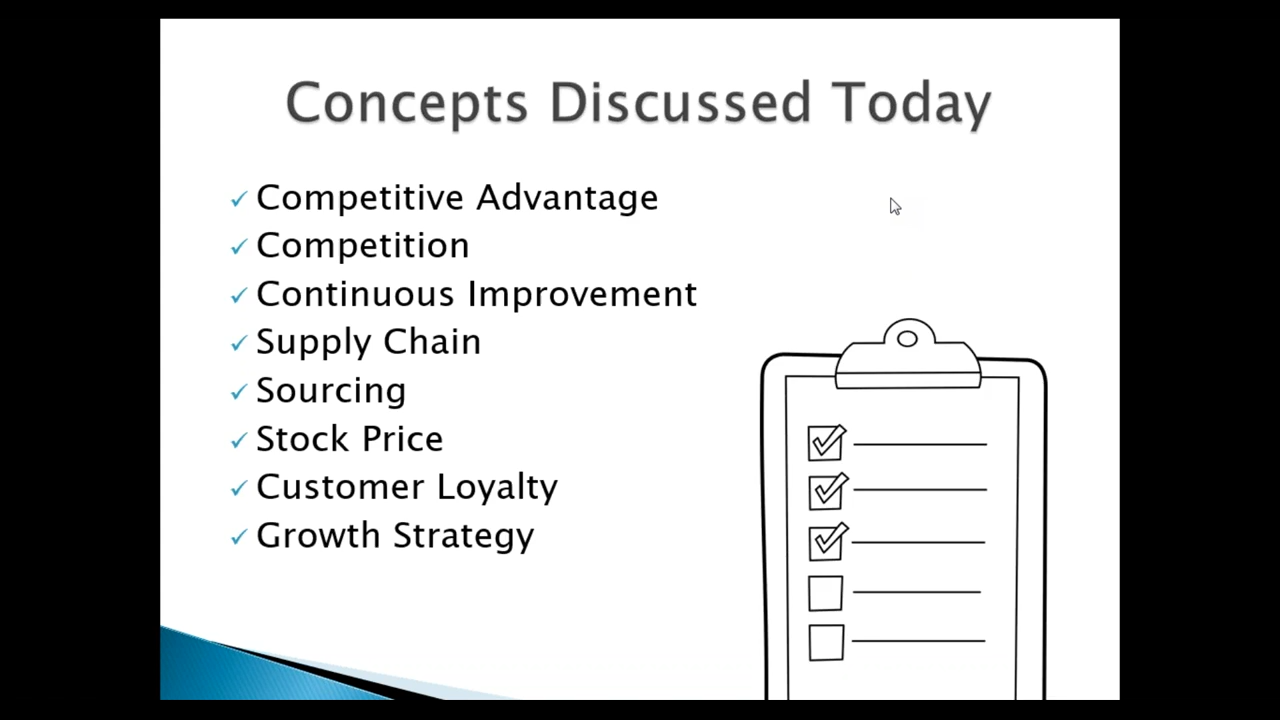 Concepts Discussed Today
Competitive Advantage
Competition
Continuous Improvement
Supply Chain
Sourcing
Stock Price
Customer Loyalty
Growth Strategy